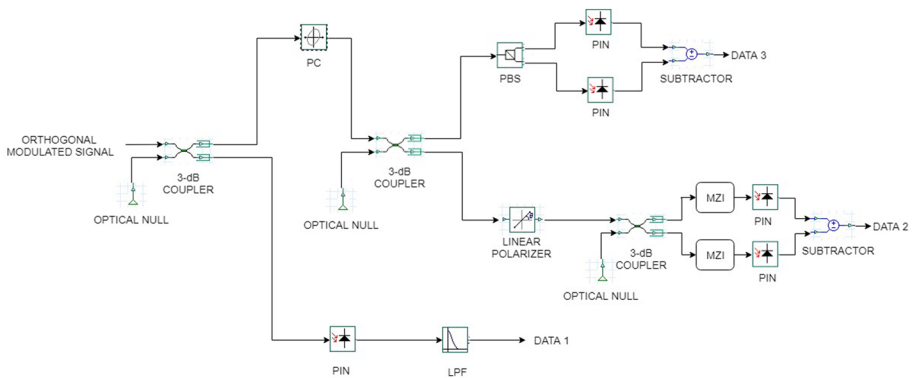 PC
PBS
PIN
PIN
SUBTRACTOR
DATA 3
ORTHOGONAL
MODULATED SIGNAL
3-dB
COUPLER
OPTICAL NULL
3-dB
COUPLER
OPTICAL NULL
LINEAR
POLARIZER
3-dB
COUPLER
OPTICAL NULL
MZI
MZI
PIN
PIN
SUBTRACTOR
DATA 2
PIN
LPF
DATA 1